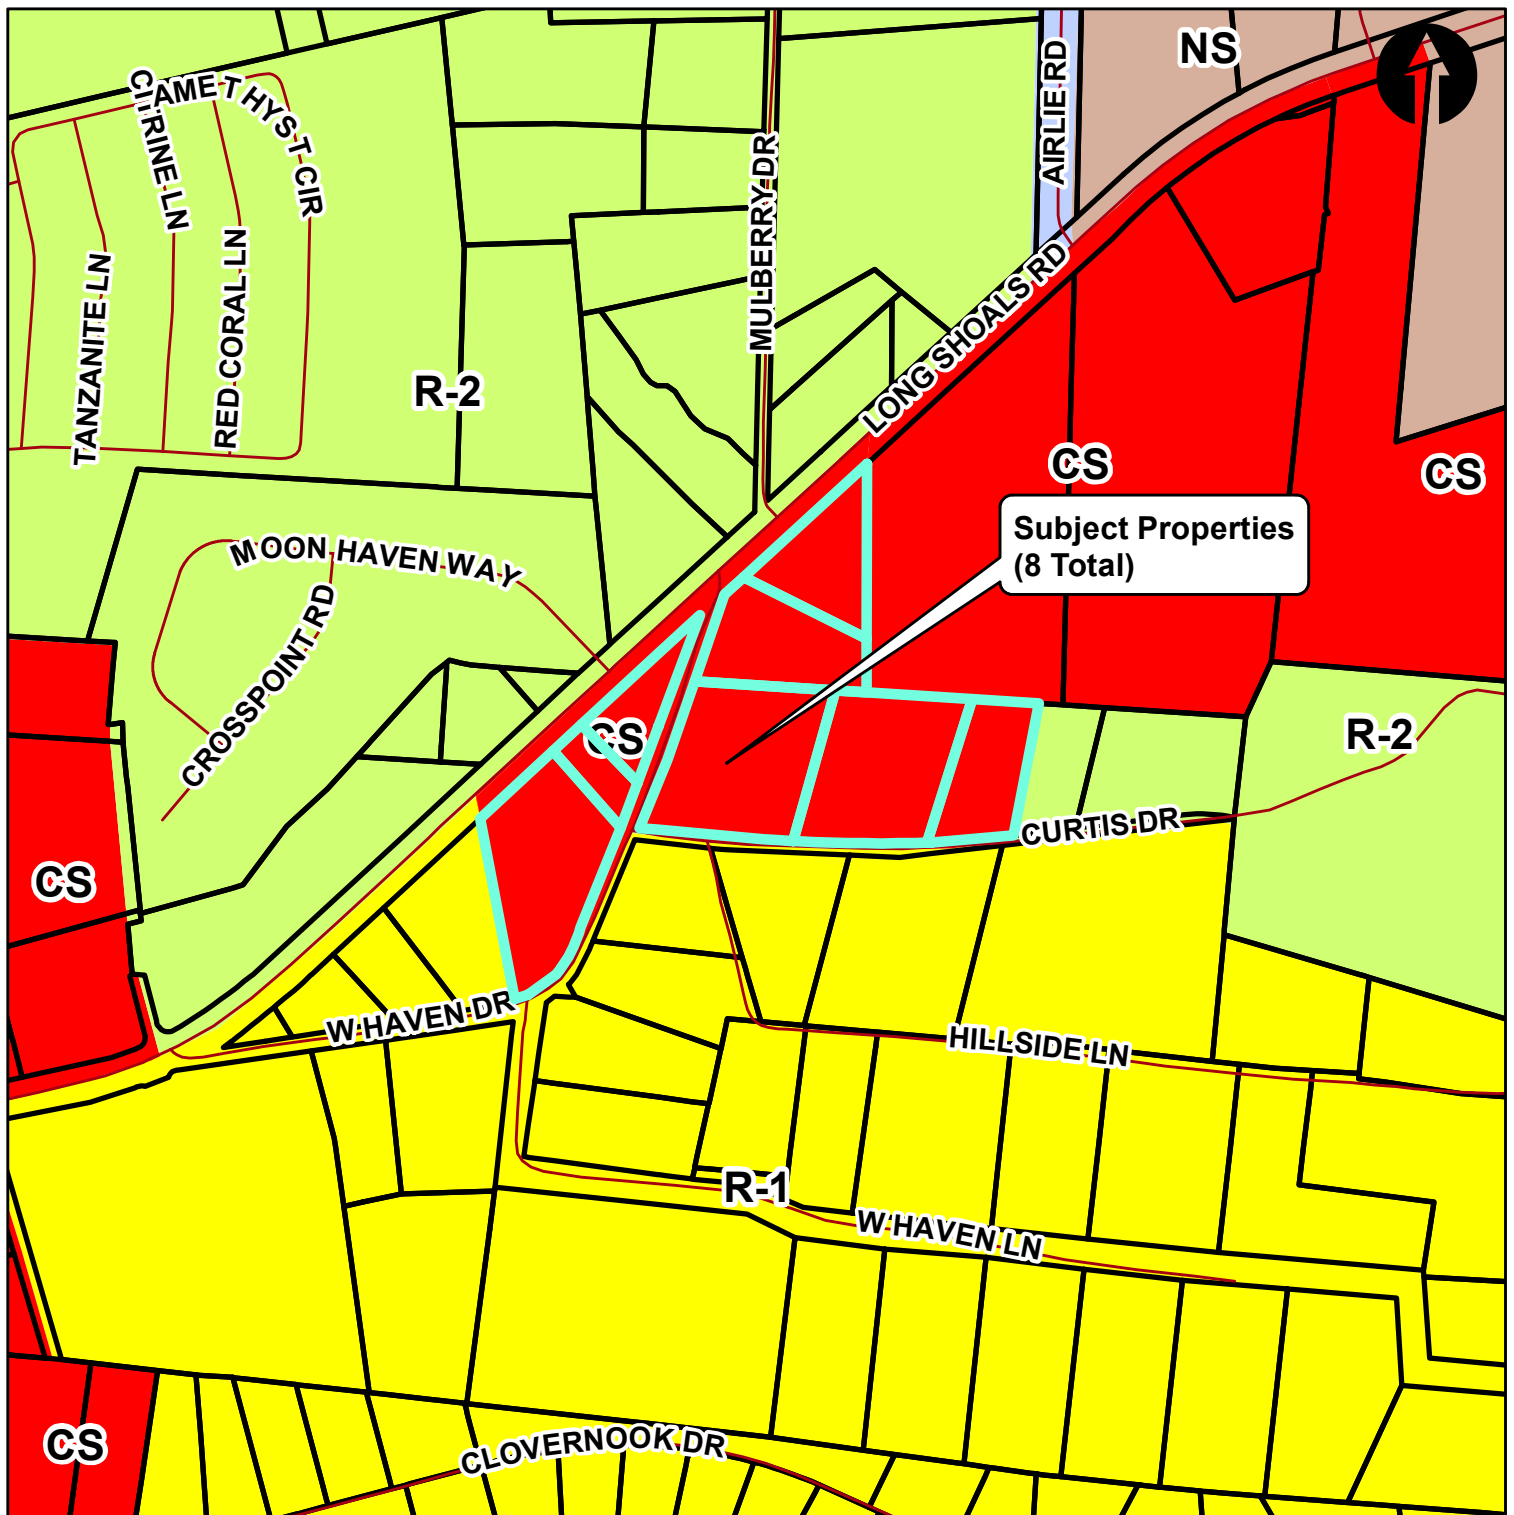 NS
AIRLIE RD
AMETHYST CIR
CITRINE LN
MULBERRY DR
TANZANITE LN
RED CORAL LN
LONG SHOALS RD
R-2
CS
CS
Subject Properties
(8 Total)
MOON HAVEN WAY
CROSSPOINT RD
CS
R-2
CURTIS DR
CS
W HAVEN DR
HILLSIDE LN
R-1
W HAVEN LN
CS
CLOVERNOOK DR